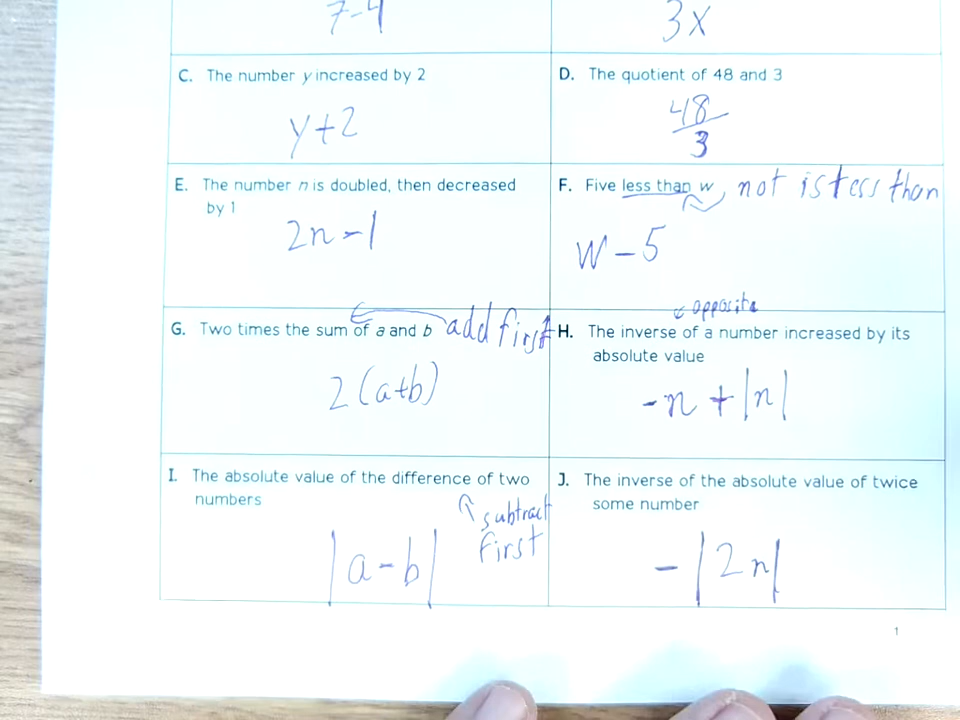 7-4
3x
C. The number y increased by 2
y+2
D. The quotient of 48 and 3
48
3
E. The number n is doubled, then decreased
by 1
2n-1
F. Five less than w, not is less than
W-5
G. Two times the sum of a and b add first
2(a+b)
opposite
H. The inverse of a number increased by its
absolute value
-n+|n|
I. The absolute value of the difference of two
numbers
subtract
first
|a-b|
J. The inverse of the absolute value of twice
some number
-|2n|
1